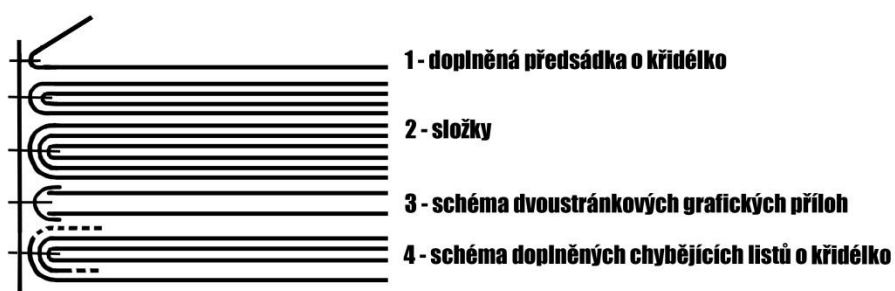 1 - doplněná předsádka o křidélko
2 - složky
3 - schéma dvoustránkových grafických příloh
4 - schéma doplněných chybějících listů o křidélko